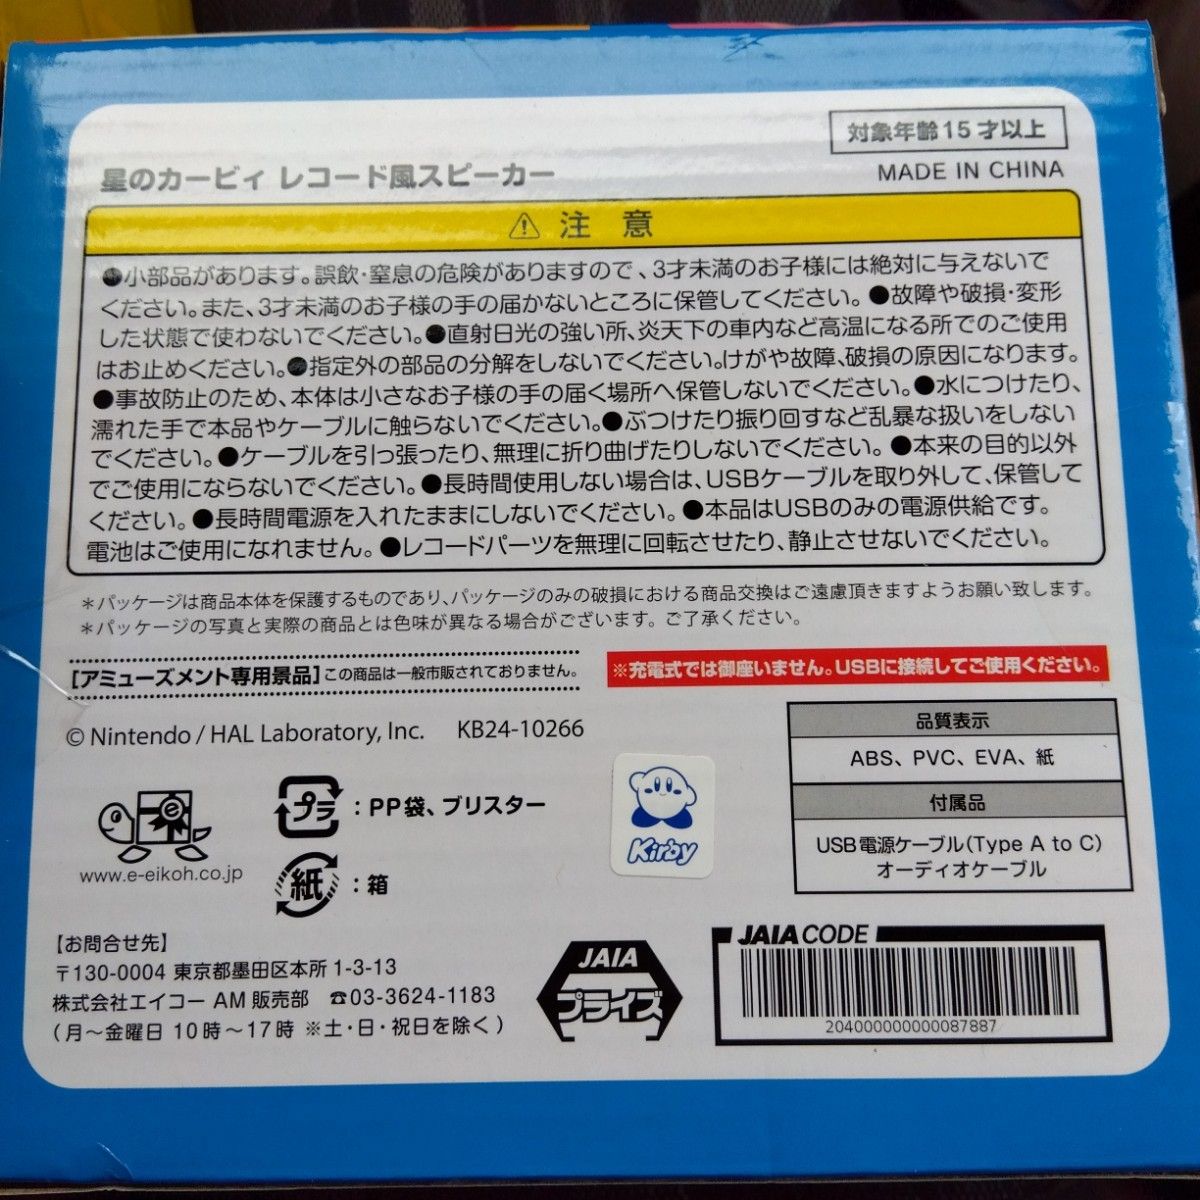 対象年齢15才以上
星のカービィ レコード風スピーカー
MADE IN CHINA
⚠ 注 意
●小部品があります。誤飲・窒息の危険がありますので、3才未満のお子様には絶対に与えないで
ください。また、3才未満のお子様の手の届かないところに保管してください。●故障や破損・変形
した状態で使わないでください。●直射日光の強い所、炎天下の車内など高温になる所でのご使用
はお止めください。●指定外の部品の分解をしないでください。けがや故障、破損の原因になります。
●事故防止のため、本体は小さなお子様の手の届く場所へ保管しないでください。●水につけたり、
濡れた手で本品やケーブルに触らないでください。●ぶつけたり振り回すなど乱暴な扱いをしない
でください。●ケーブルを引っ張ったり、無理に折り曲げたりしないでください。●本来の目的以外
でご使用にならないでください。●長時間使用しない場合は、USBケーブルを取り外して、保管して
ください。●長時間電源を入れたままにしないでください。●本品はUSBのみの電源供給です。
電池はご使用になれません。●レコードパーツを無理に回転させたり、静止させないでください。
＊パッケージは商品本体を保護するものであり、パッケージのみの破損における商品交換はご遠慮頂きますようお願い致します。
＊パッケージの写真と実際の商品とは色味が異なる場合がございます。ご了承ください。
【アミューズメント専用景品】この商品は一般市販されておりません。
※充電式では御座いません。USBに接続してご使用ください。
© Nintendo / HAL Laboratory, Inc. KB24-10266
品質表示
ABS、PVC、EVA、紙
付属品
USB電源ケーブル(Type A to C)
オーディオケーブル
e
www.e-eikoh.co.jp
プラ：PP袋、ブリスター
紙：箱
Kirby
【お問合せ先】
〒130-0004 東京都墨田区本所1-3-13
株式会社エイコー AM販売部 ☎03-3624-1183
(月～金曜日 10時～17時 ※土・日・祝日を除く)
JAIA
プライズ
JAIA CODE
204000000000087887